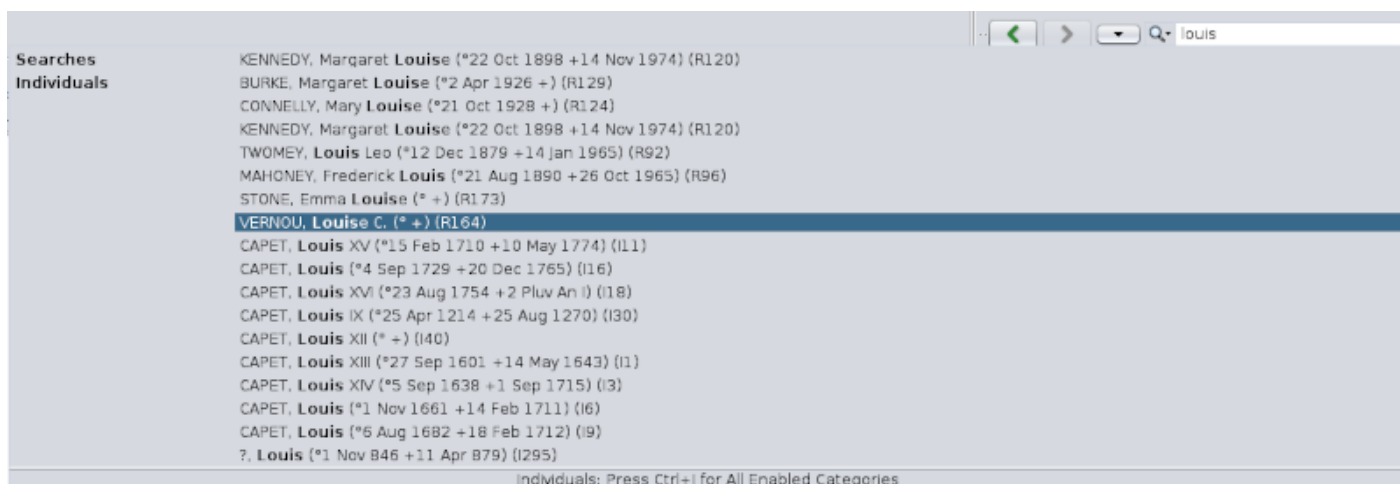 louis
Searches KENNEDY, Margaret Louise (°22 Oct 1898 +14 Nov 1974) (R120)
Individuals BURKE, Margaret Louise (°2 Apr 1926 +) (R129)
CONNELLY, Mary Louise (°21 Oct 1928 +) (R124)
KENNEDY, Margaret Louise (°22 Oct 1898 +14 Nov 1974) (R120)
TWOMEY, Louis Leo (°12 Dec 1879 +14 Jan 1965) (R92)
MAHONEY, Frederick Louis (°21 Aug 1890 +26 Oct 1965) (R96)
STONE, Emma Louise (° +) (R173)
VERNOU, Louise C. (° +) (R164)
CAPET, Louis XV (°15 Feb 1710 +10 May 1774) (I11)
CAPET, Louis (°4 Sep 1729 +20 Dec 1765) (I16)
CAPET, Louis XVI (°23 Aug 1754 +2 Pluv An I) (I18)
CAPET, Louis IX (°25 Apr 1214 +25 Aug 1270) (I30)
CAPET, Louis XII (° +) (I40)
CAPET, Louis XIII (°27 Sep 1601 +14 May 1643) (I1)
CAPET, Louis XIV (°5 Sep 1638 +1 Sep 1715) (I3)
CAPET, Louis (°1 Nov 1661 +14 Feb 1711) (I6)
CAPET, Louis (°6 Aug 1682 +18 Feb 1712) (I9)
?, Louis (°1 Nov 846 +11 Apr 879) (I295)
Individuals: Press Ctrl+I for All Enabled Categories